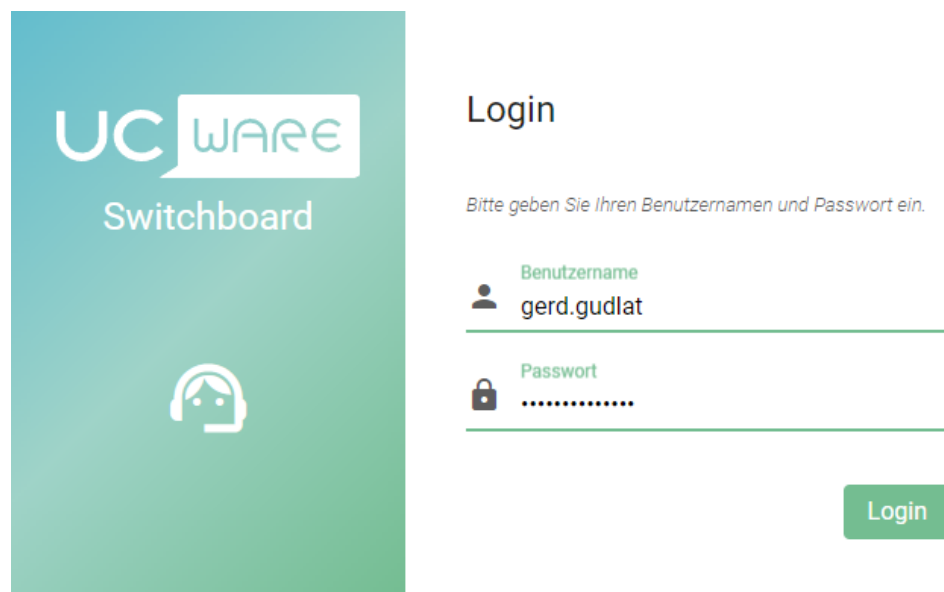 UC WARE
Switchboard
Login
Bitte geben Sie Ihren Benutzernamen und Passwort ein.
Benutzername
gerd.gudlat
Passwort
••••••••••••••
Login